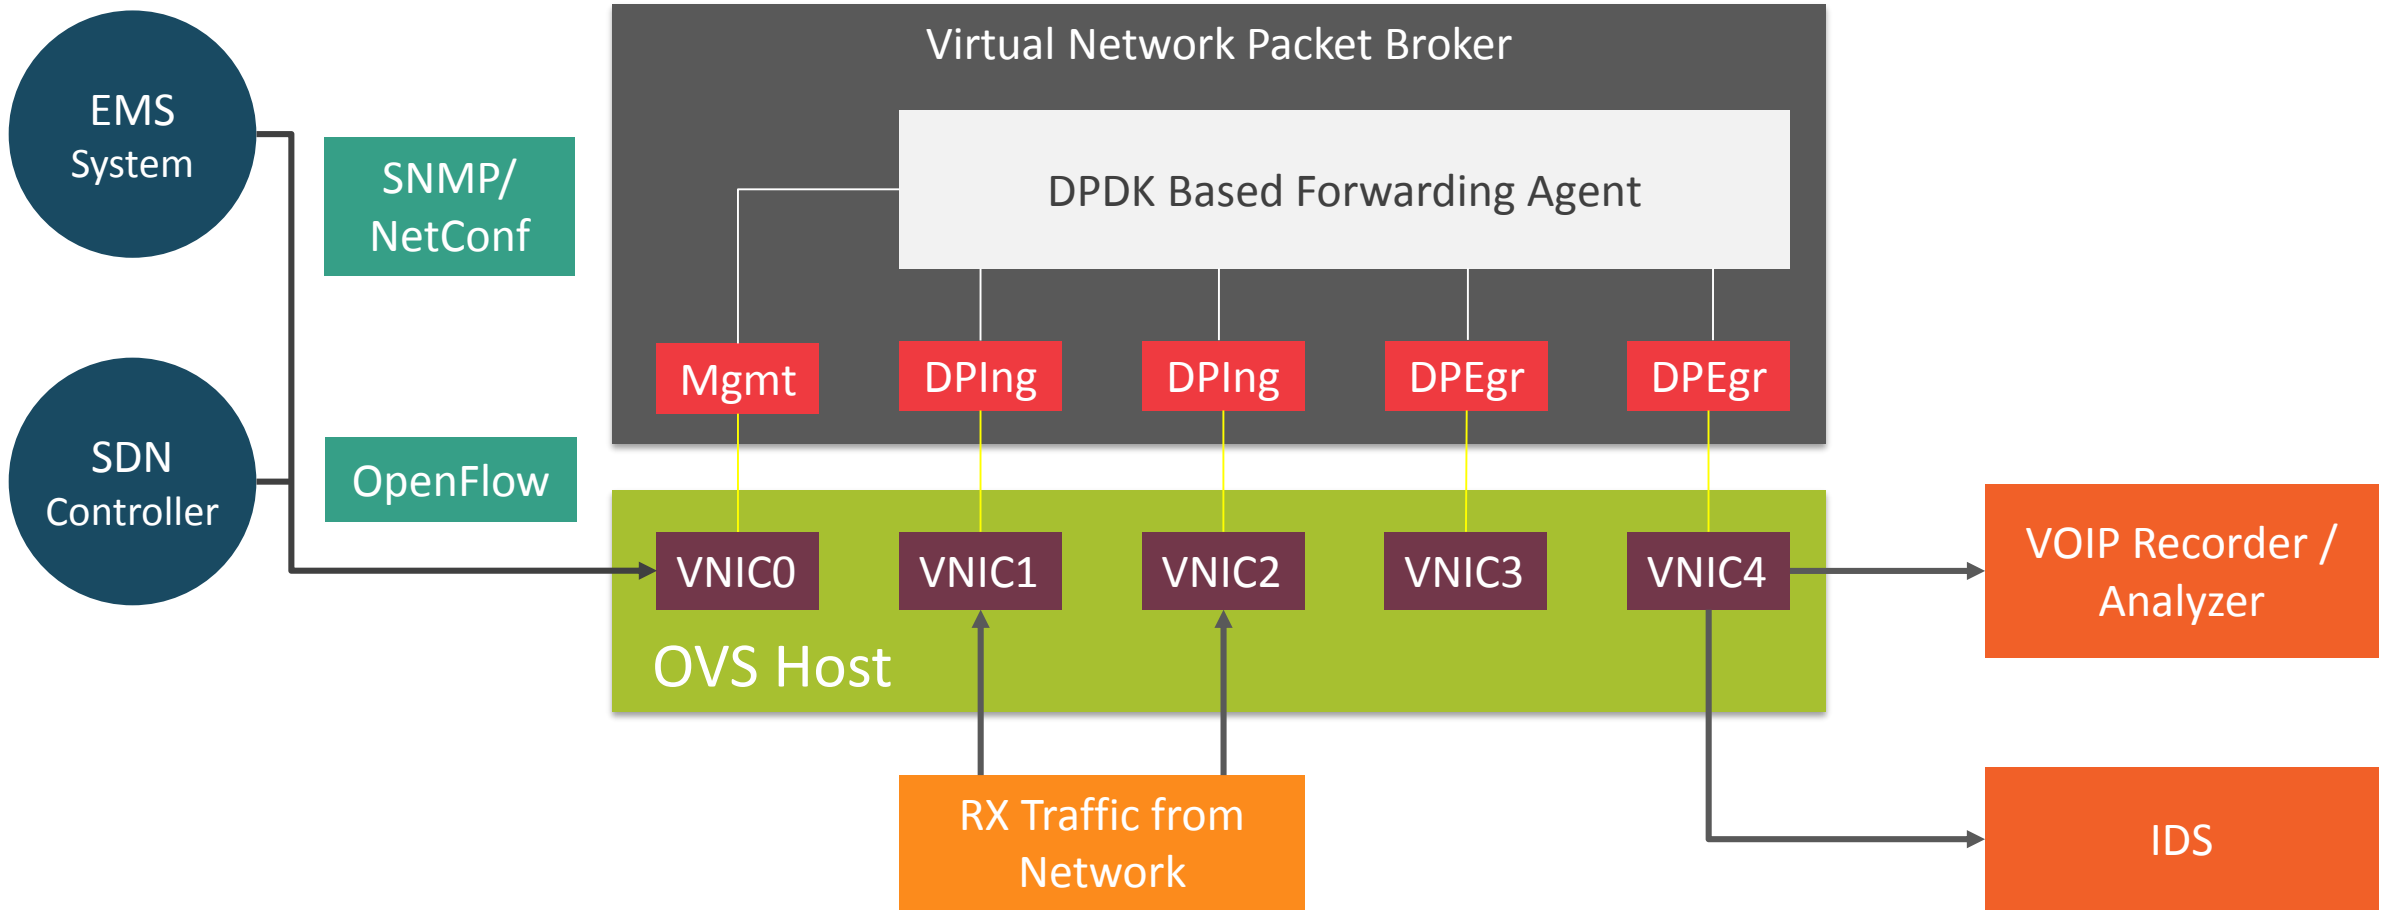 EMS
System
SDN
Controller
SNMP/
NetConf
OpenFlow
Virtual Network Packet Broker
DPDK Based Forwarding Agent
Mgmt
DPIng
DPIng
DPEgr
DPEgr
VNIC0
VNIC1
VNIC2
VNIC3
VNIC4
OVS Host
RX Traffic from
Network
VOIP Recorder /
Analyzer
IDS